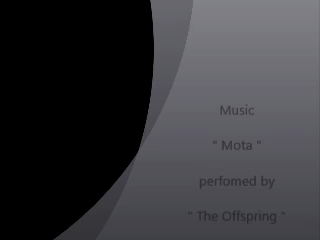 Music
" Mota "
perfomed by
" The Offspring "